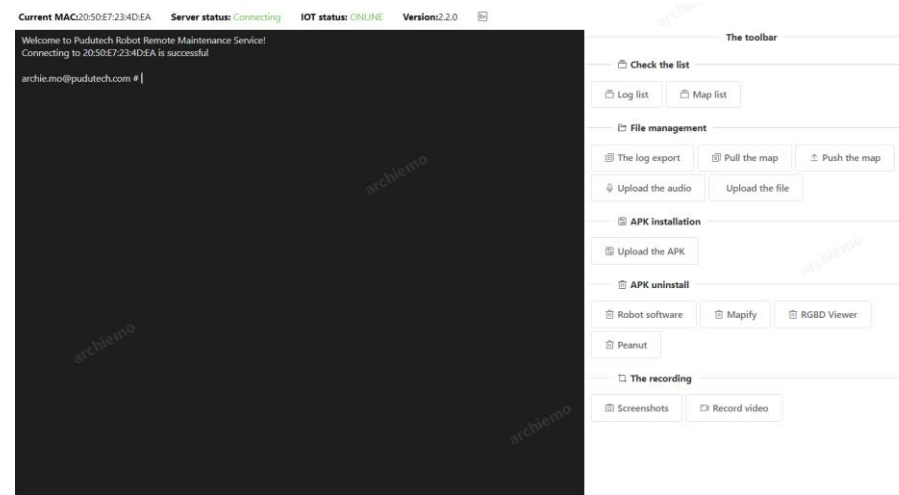 Current MAC:20:50:E7:23:4D:EA Server status: Connecting IOT status: ONLINE Version:2.2.0 En
Welcome to Pudutech Robot Remote Maintenance Service!
Connecting to 20:50:E7:23:4D:EA is successful
archie.mo@pudutech.com #
The toolbar
Check the list
Log list Map list
File management
The log export Pull the map Push the map
Upload the audio Upload the file
APK installation
Upload the APK
APK uninstall
Robot software Mapify RGBD Viewer
Peanut
The recording
Screenshots Record video
archiemo
archiemo
archiemo
archiemo